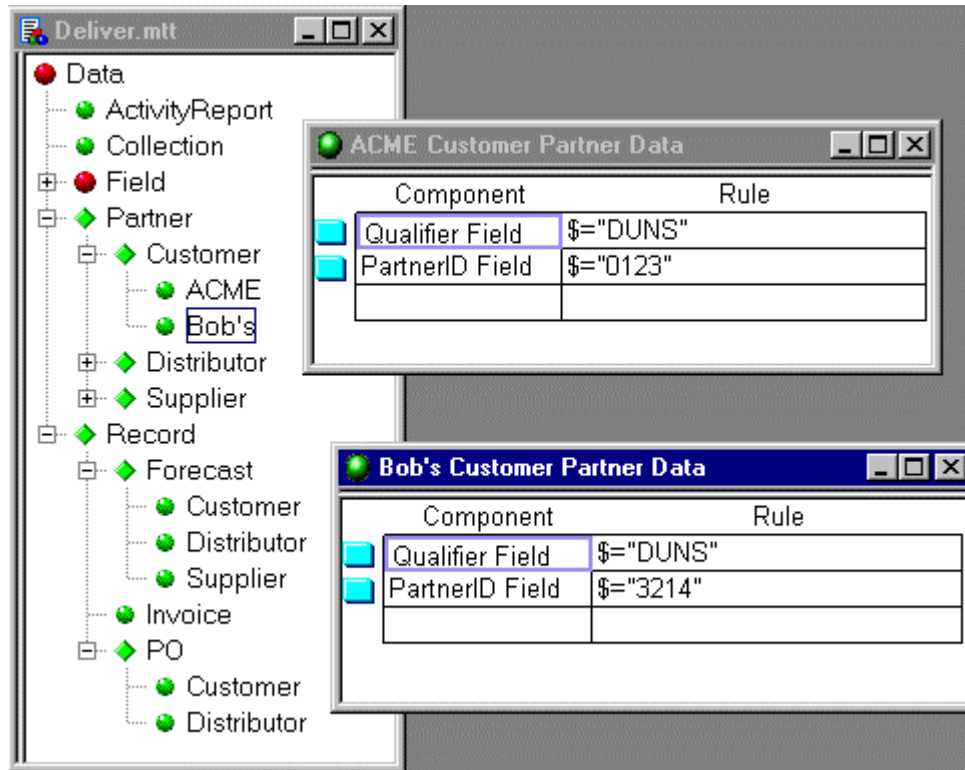 Deliver.mtt
Data
ActivityReport
Collection
Field
Partner
Customer
ACME
Bob's
Distributor
Supplier
Record
Forecast
Customer
Distributor
Supplier
Invoice
PO
Customer
Distributor
ACME Customer Partner Data
Component Rule
Qualifier Field $="DUNS"
PartnerID Field $="0123"
Bob's Customer Partner Data
Component Rule
Qualifier Field $="DUNS"
PartnerID Field $="3214"